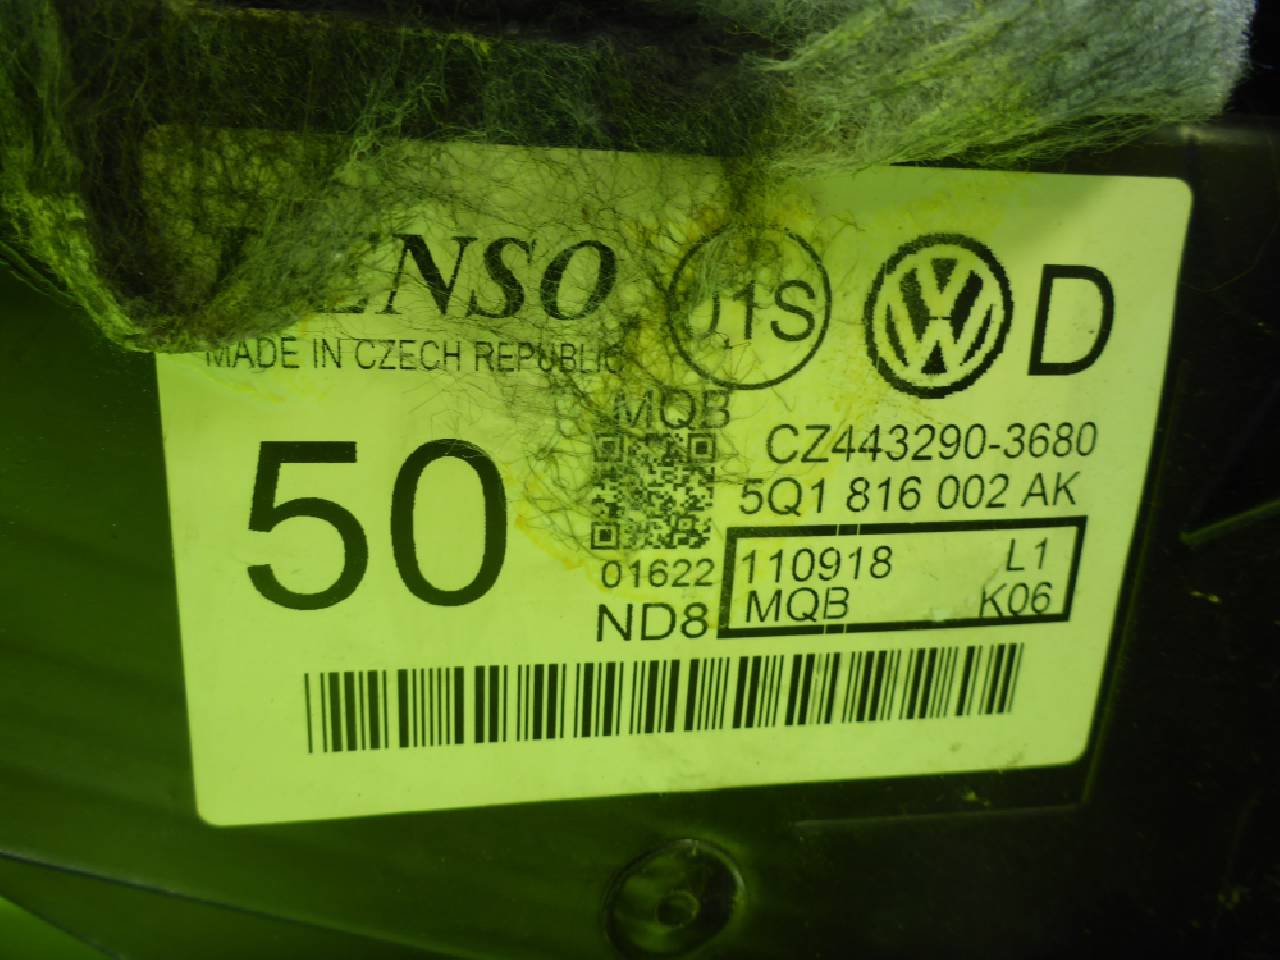 DENSO
MADE IN CZECH REPUBLIC
01S
D
MQB
CZ443290-3680
5Q1 816 002 AK
50
01622
ND8
110918 L1
MQB K06